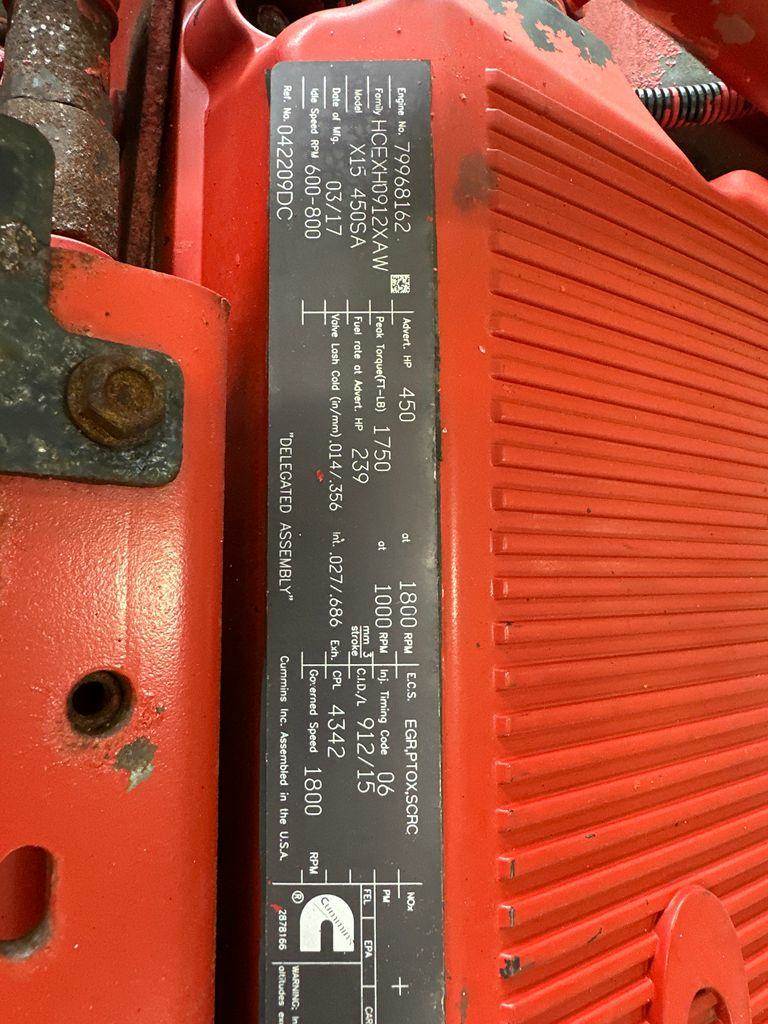 Engine No. 79968162
Family HCEXH0912XAW
Model X15 450SA
Date of Mfg. 03/17
Idle Speed RPM 600-800
Ref. No. 042209DC
Advert. HP 450 at 1800 RPM
Peak Torque(FT-LB) 1750 at 1000 RPM
Fuel rate at Advert. HP 239 mm 3 stroke
Valve Lash Cold (in/mm) .014/.356 Int. .027/.686 Exh.
"DELEGATED ASSEMBLY"
E.C.S. EGR,PTOX,SCRC
Inj. Timing Code 06
C.I.D./L 912/15
CPL 4342
Governed Speed 1800 RPM
Cummins Inc. Assembled in the U.S.A.
NOx +
PM
FEL EPA
Cummins
® 2878166
WARNING:
altitudes